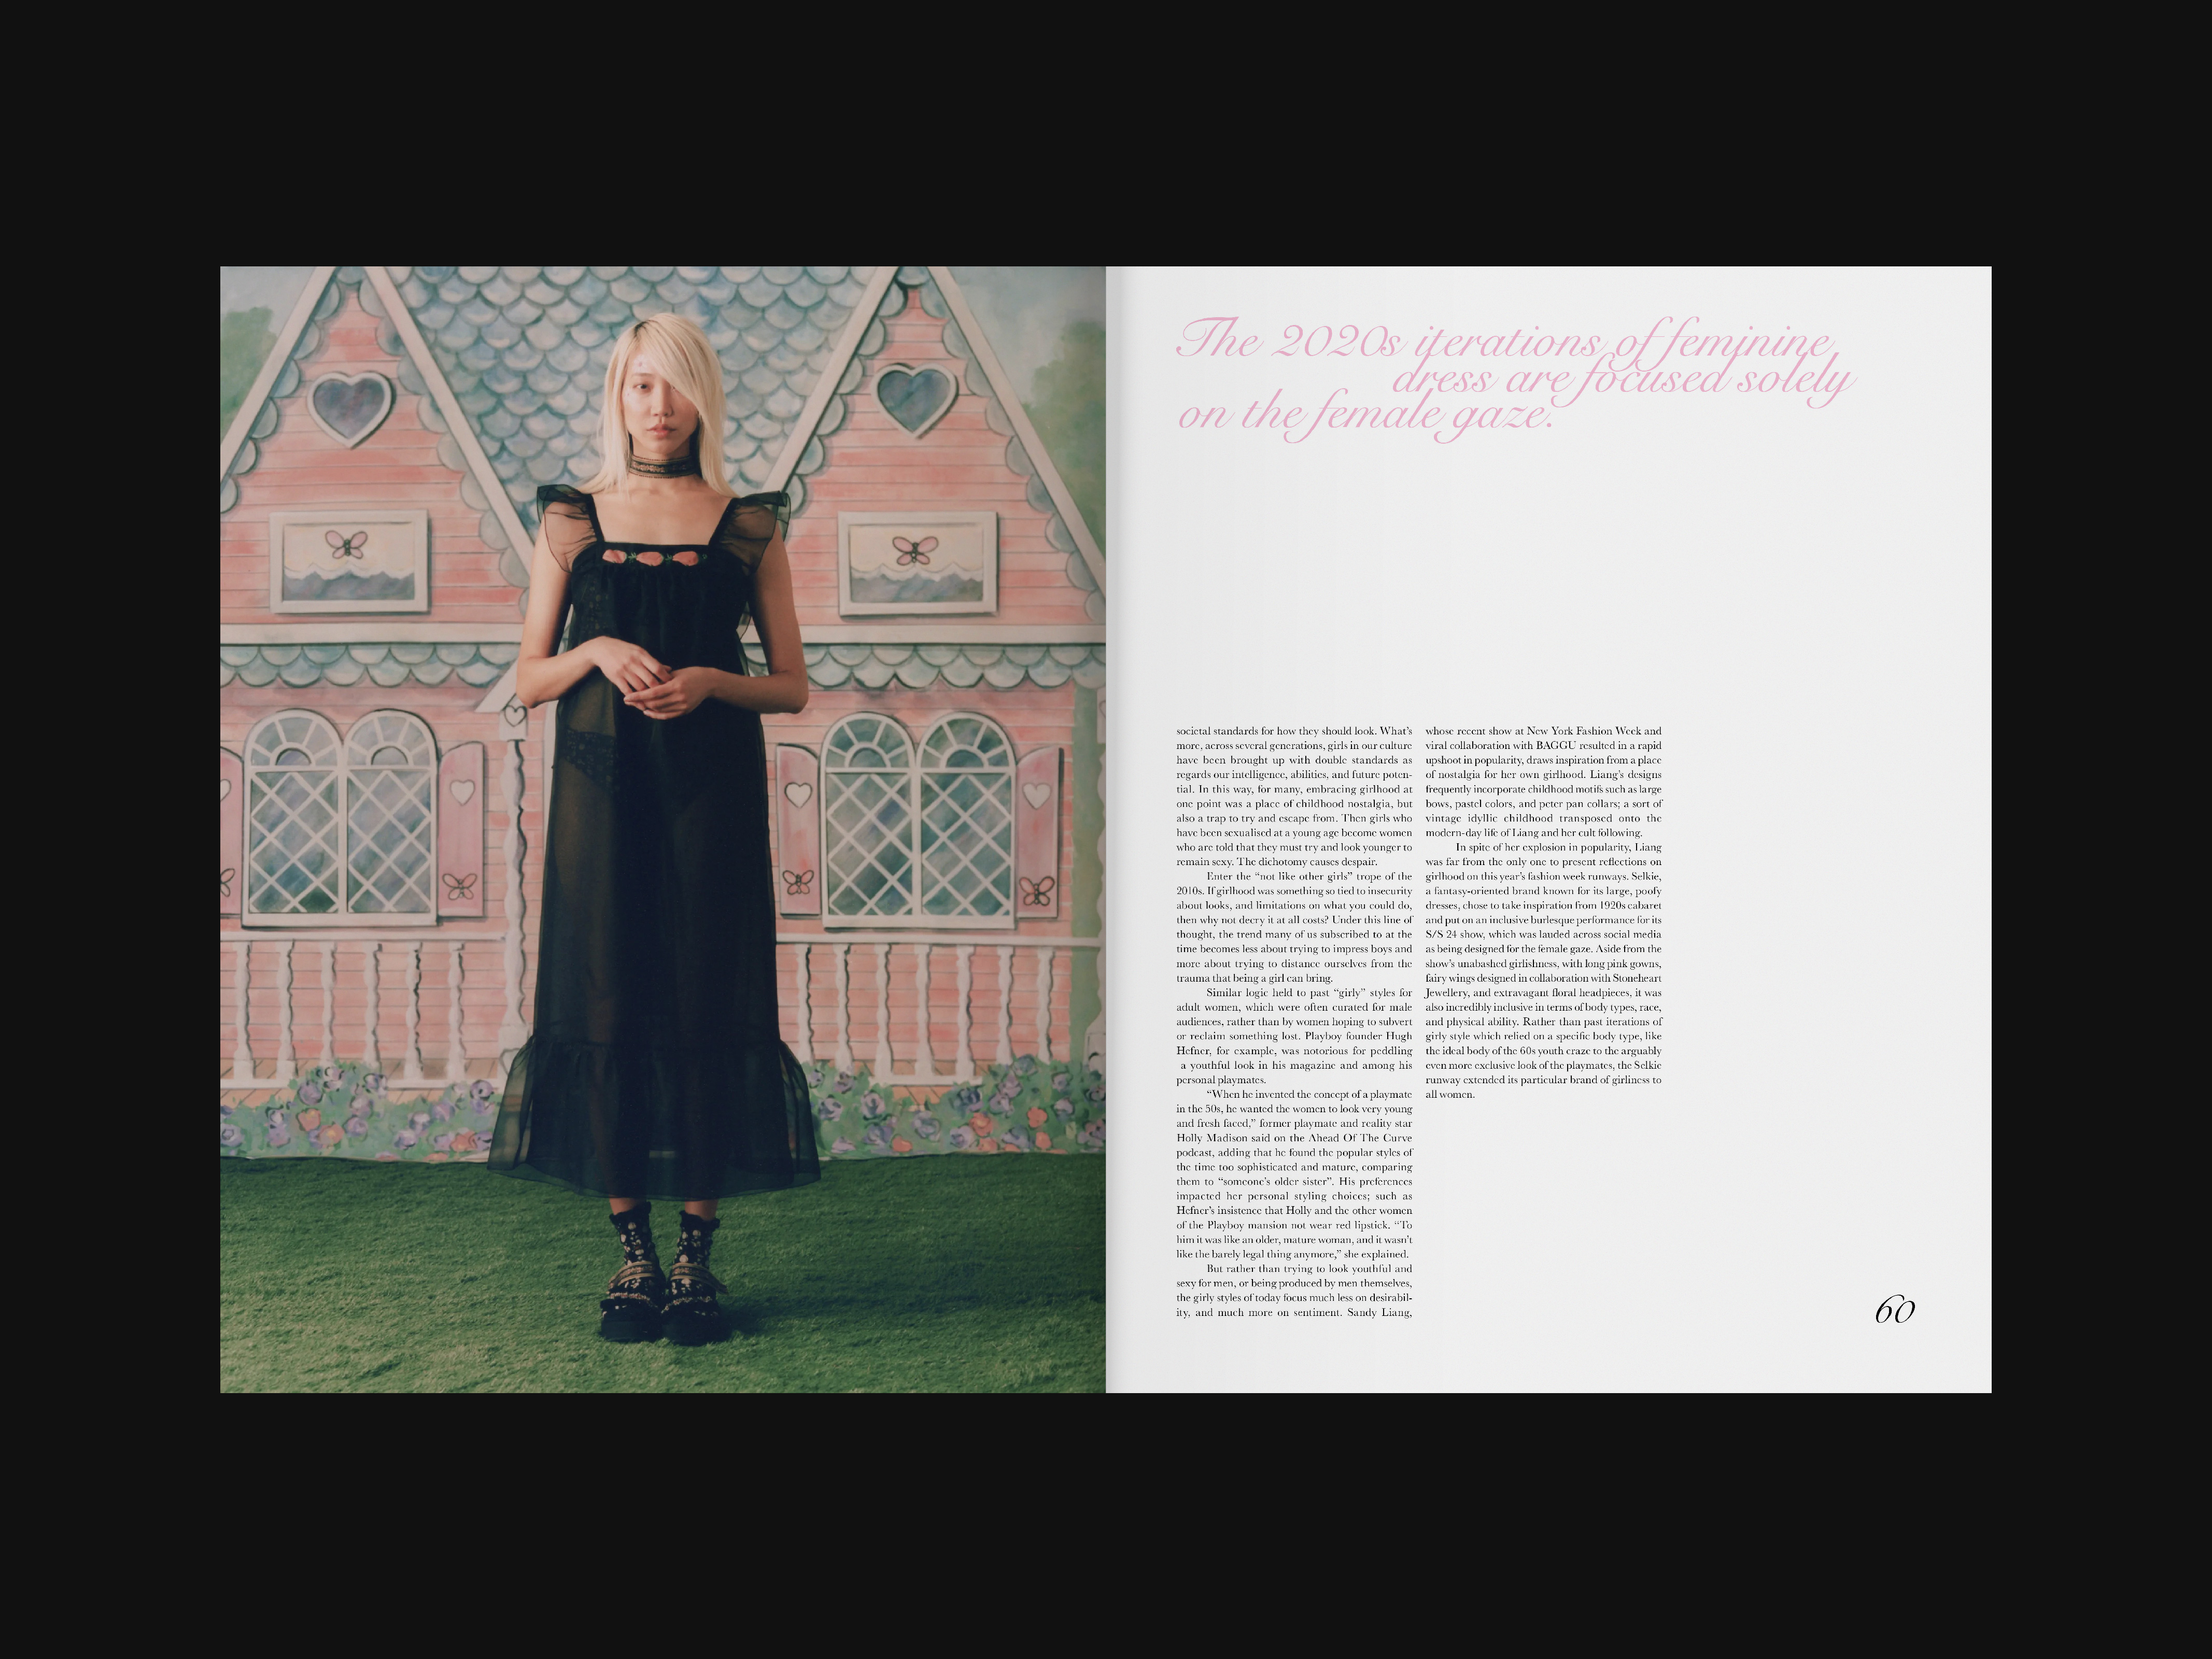 The 2020s iterations of feminine
dress are focused solely
on the female gaze.
societal standards for how they should look. What’s
more, across several generations, girls in our culture
have been brought up with double standards as
regards our intelligence, abilities, and future poten-
tial. In this way, for many, embracing girlhood at
one point was a place of childhood nostalgia, but
also a trap to try and escape from. Then girls who
have been sexualised at a young age become women
who are told that they must try and look younger to
remain sexy. The dichotomy causes despair.
Enter the “not like other girls” trope of the
2010s. If girlhood was something so tied to insecurity
about looks, and limitations on what you could do,
then why not decry it at all costs? Under this line of
thought, the trend many of us subscribed to at the
time becomes less about trying to impress boys and
more about trying to distance ourselves from the
trauma that being a girl can bring.
Similar logic held to past “girly” styles for
adult women, which were often curated for male
audiences, rather than by women hoping to subvert
or reclaim something lost. Playboy founder Hugh
Hefner, for example, was notorious for peddling
a youthful look in his magazine and among his
personal playmates.
“When he invented the concept of a playmate
in the 50s, he wanted the women to look very young
and fresh faced,” former playmate and reality star
Holly Madison said on the Ahead Of The Curve
podcast, adding that he found the popular styles of
the time too sophisticated and mature, comparing
them to “someone’s older sister”. His preferences
impacted her personal styling choices; such as
Hefner’s insistence that Holly and the other women
of the Playboy mansion not wear red lipstick. “To
him it was like an older, mature woman, and it wasn’t
like the barely legal thing anymore,” she explained.
But rather than trying to look youthful and
sexy for men, or being produced by men themselves,
the girly styles of today focus much less on desirabil-
ity, and much more on sentiment. Sandy Liang,
whose recent show at New York Fashion Week and
viral collaboration with BAGGU resulted in a rapid
upshoot in popularity, draws inspiration from a place
of nostalgia for her own girlhood. Liang’s designs
frequently incorporate childhood motifs such as large
bows, pastel colors, and peter pan collars; a sort of
vintage idyllic childhood transposed onto the
modern-day life of Liang and her cult following.
In spite of her explosion in popularity, Liang
was far from the only one to present reflections on
girlhood on this year’s fashion week runways. Selkie,
a fantasy-oriented brand known for its large, poofy
dresses, chose to take inspiration from 1920s cabaret
and put on an inclusive burlesque performance for its
S/S 24 show, which was lauded across social media
as being designed for the female gaze. Aside from the
show’s unabashed girlishness, with long pink gowns,
fairy wings designed in collaboration with Stoneheart
Jewellery, and extravagant floral headpieces, it was
also incredibly inclusive in terms of body types, race,
and physical ability. Rather than past iterations of
girly style which relied on a specific body type, like
the ideal body of the 60s youth craze to the arguably
even more exclusive look of the playmates, the Selkie
runway extended its particular brand of girliness to
all women.
60